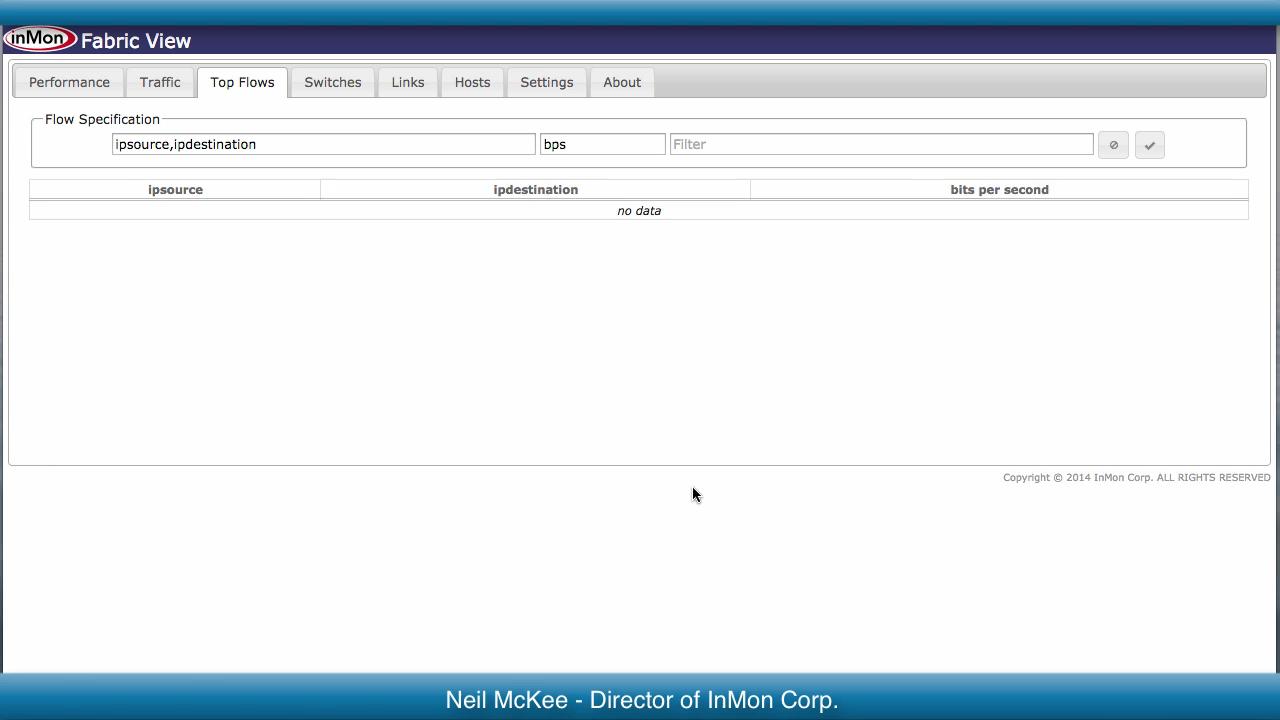 inMon Fabric View
Performance Traffic Top Flows Switches Links Hosts Settings About
Flow Specification
ipsource,ipdestination bps Filter
ipsource ipdestination bits per second
no data
Copyright © 2014 InMon Corp. ALL RIGHTS RESERVED
Neil McKee - Director of InMon Corp.